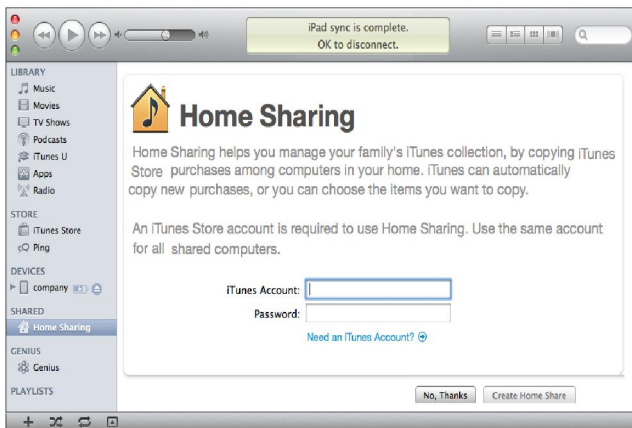 iPad sync is complete.
OK to disconnect.
LIBRARY
Music
Movies
TV Shows
Podcasts
iTunes U
Apps
Radio
STORE
iTunes Store
Ping
DEVICES
company
SHARED
Home Sharing
GENIUS
Genius
PLAYLISTS
Home Sharing
Home Sharing helps you manage your family's iTunes collection, by copying iTunes
Store purchases among computers in your home. iTunes can automatically
copy new purchases, or you can choose the items you want to copy.
An iTunes Store account is required to use Home Sharing. Use the same account
for all shared computers.
iTunes Account:
Password:
Need an iTunes Account?
No, Thanks
Create Home Share